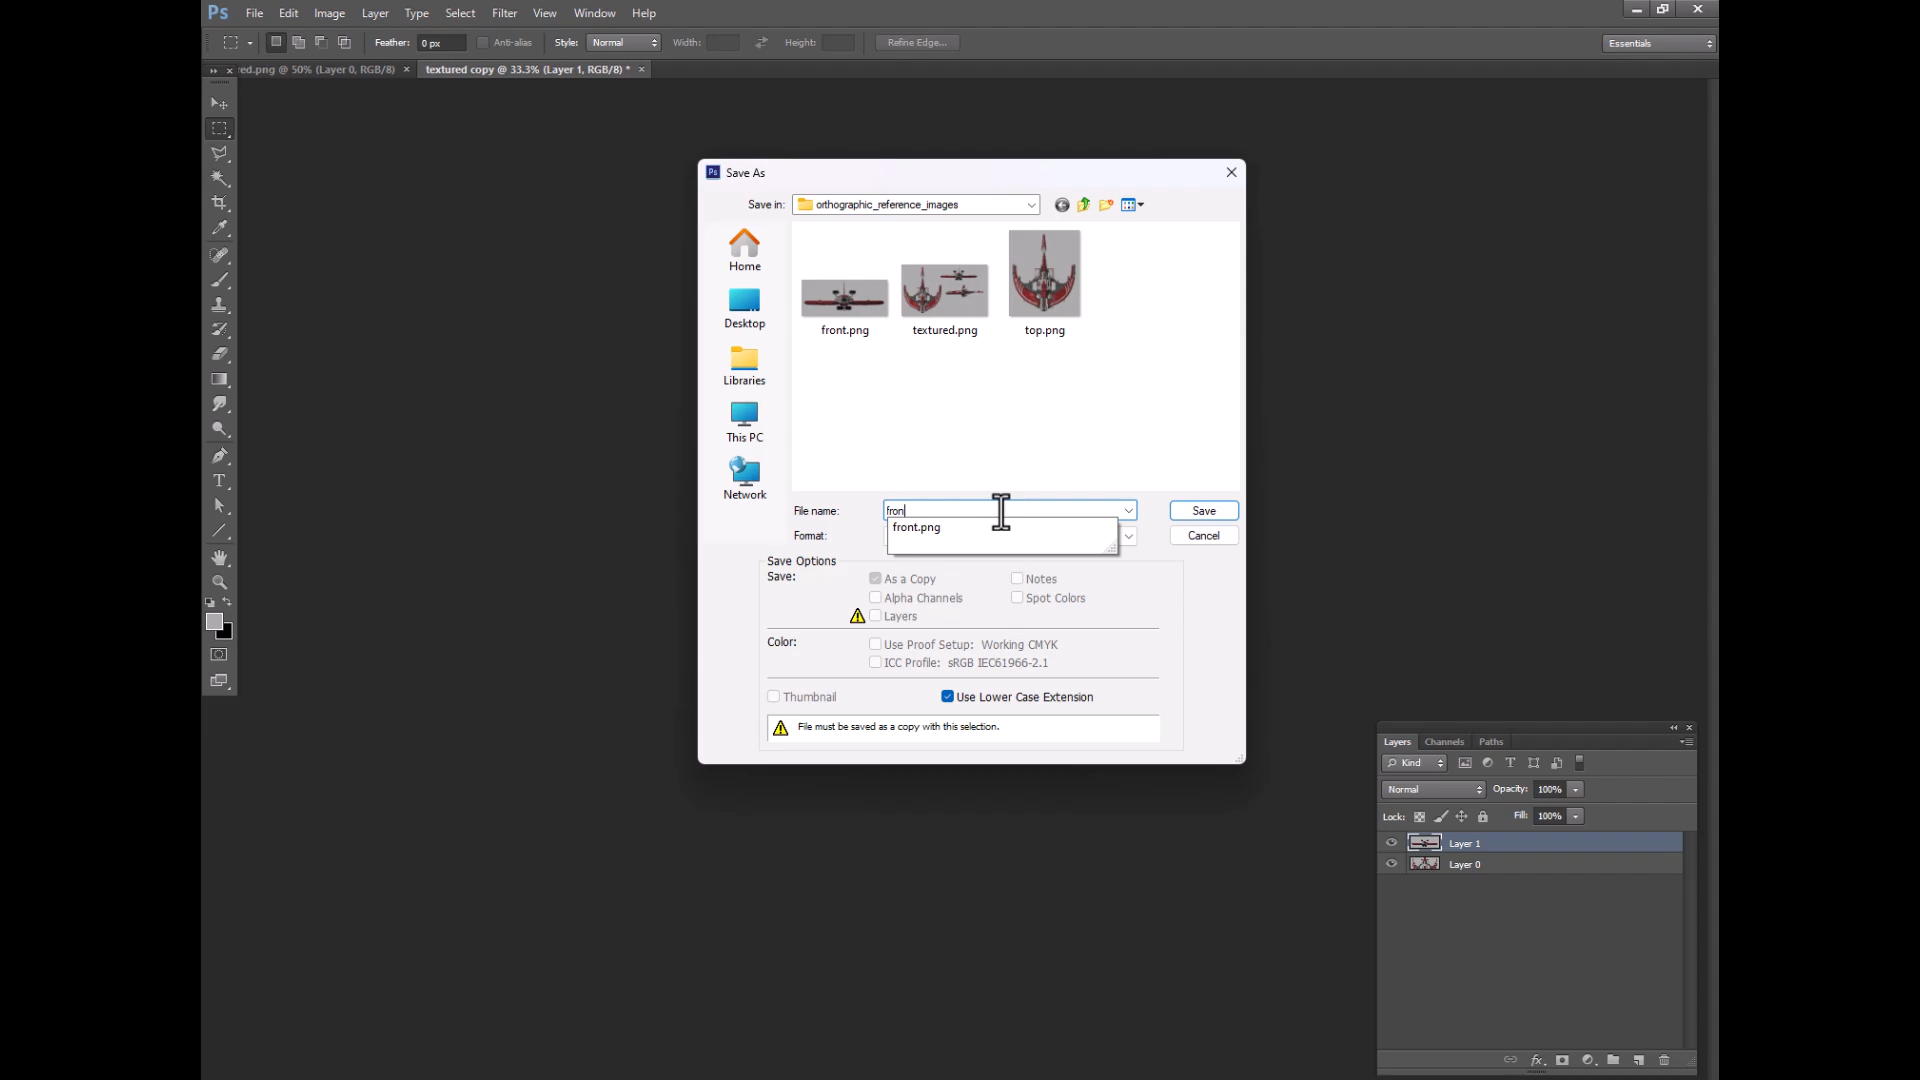 Ps File Edit Image Layer Type Select Filter View Window Help
Feather: 0 px Anti-alias Style: Normal Width: Height: Refine Edge... Essentials
red.png @ 50% (Layer 0, RGB/8) × textured copy @ 33.3% (Layer 1, RGB/8) * ×
Ps Save As
Save in: orthographic_reference_images
Home
Desktop
Libraries
This PC
Network
front.png textured.png top.png
File name: fron Save
front.png
Format: Cancel
Save Options
Save: As a Copy Notes
Alpha Channels Spot Colors
Layers
Color: Use Proof Setup: Working CMYK
ICC Profile: sRGB IEC61966-2.1
Thumbnail Use Lower Case Extension
File must be saved as a copy with this selection.
Layers Channels Paths
Kind
Normal Opacity: 100%
Lock: Fill: 100%
Layer 1
Layer 0
fx